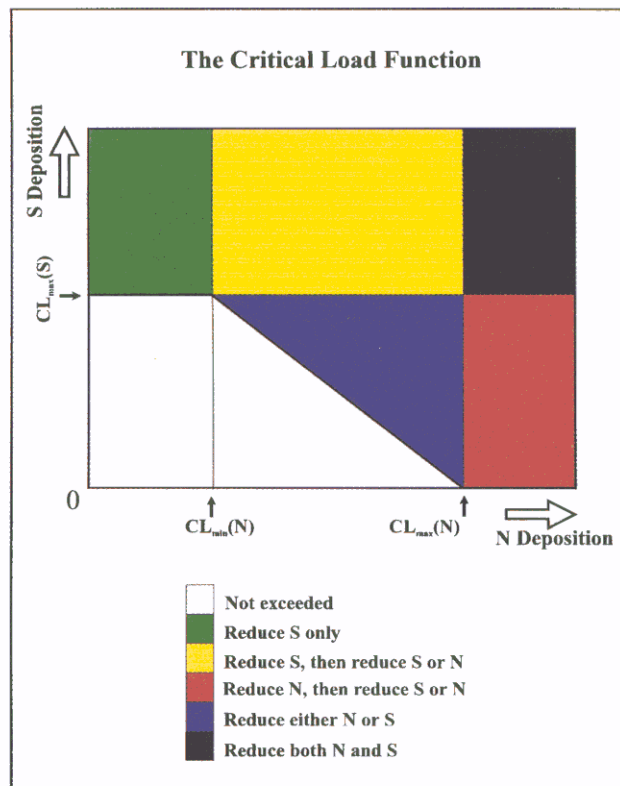 The Critical Load Function
S Deposition
CLmax(S)
0
CLmin(N)
CLmax(N)
N Deposition
Not exceeded
Reduce S only
Reduce S, then reduce S or N
Reduce N, then reduce S or N
Reduce either N or S
Reduce both N and S